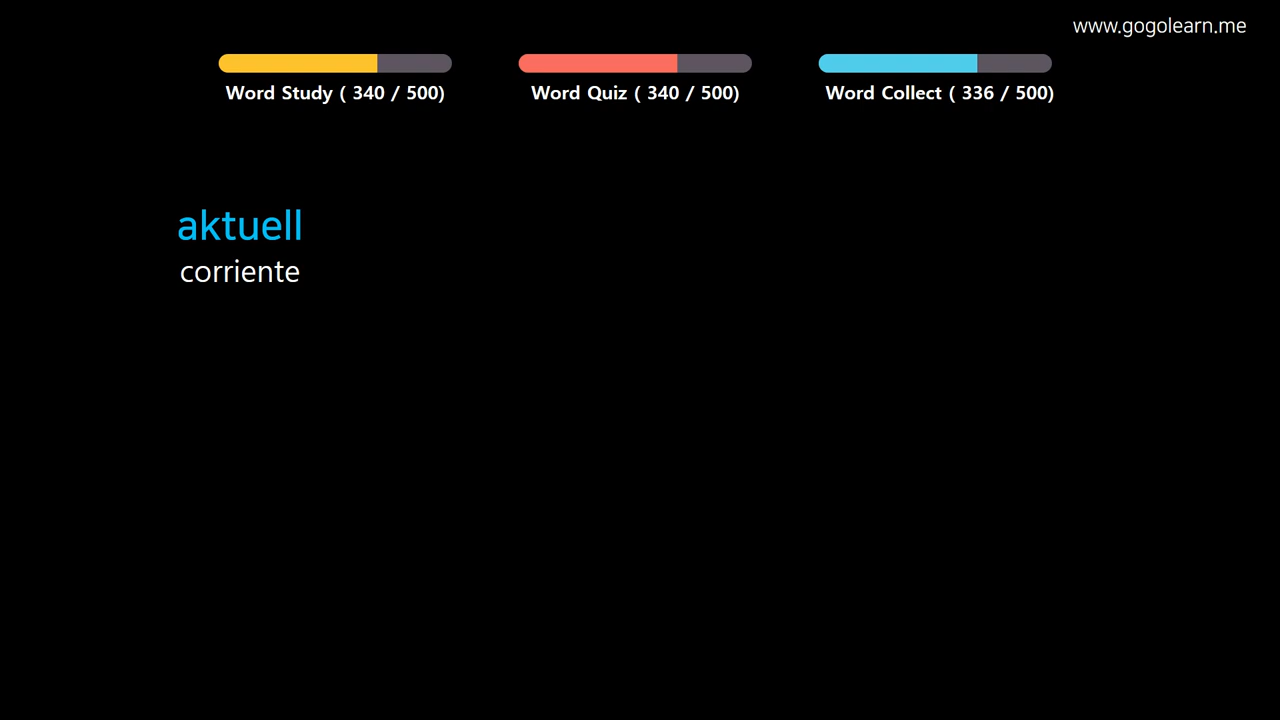 www.gogolearn.me
Word Study ( 340 / 500)
Word Quiz ( 340 / 500)
Word Collect ( 336 / 500)
aktuell
corriente